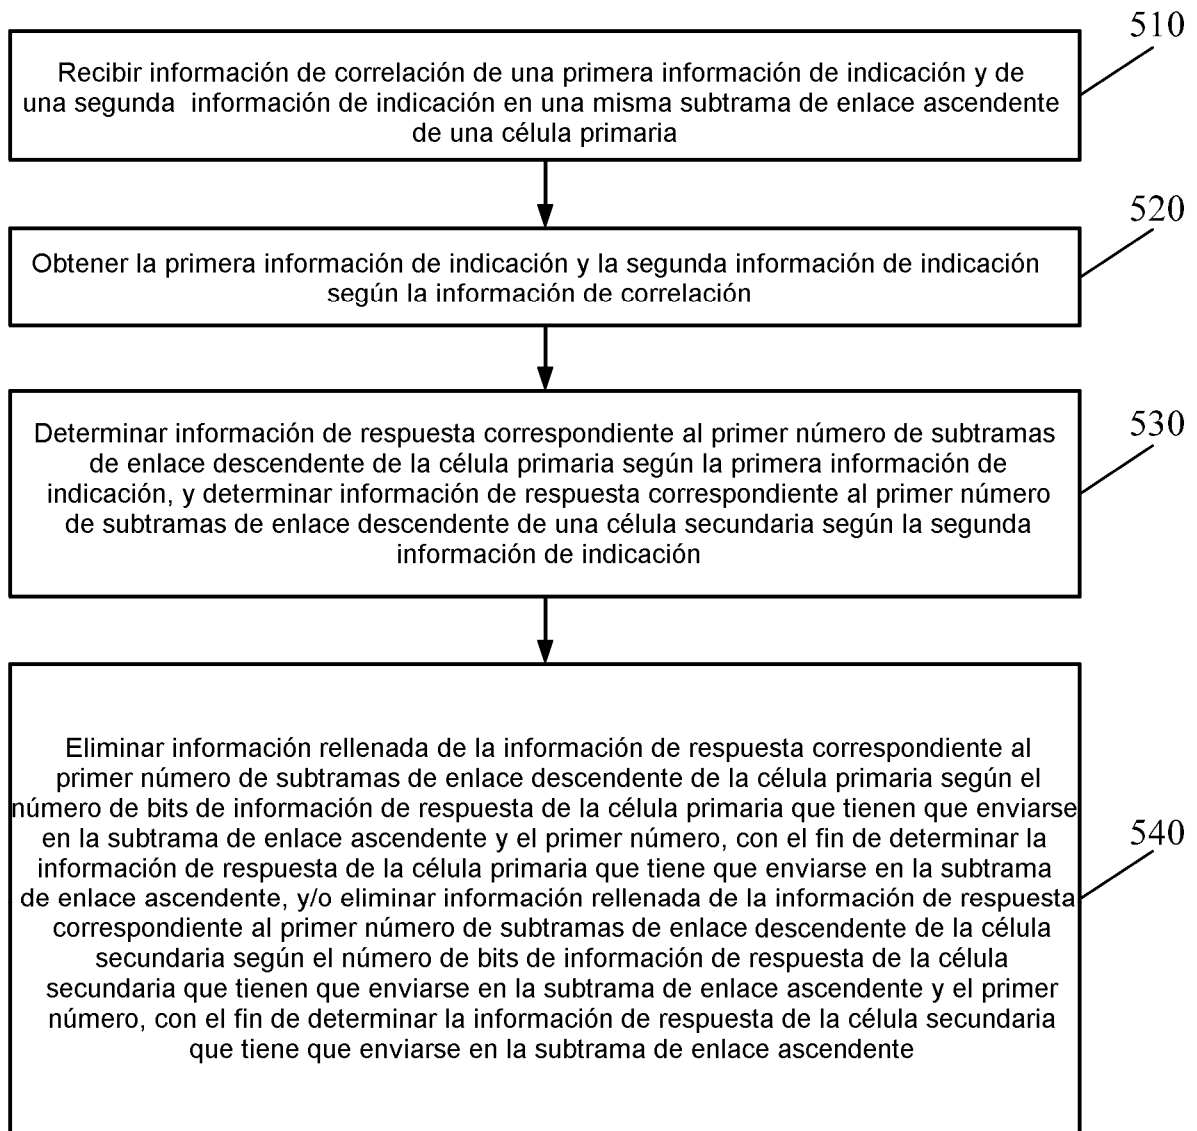 510
Recibir información de correlación de una primera información de indicación y de
una segunda información de indicación en una misma subtrama de enlace ascendente
de una célula primaria
520
Obtener la primera información de indicación y la segunda información de indicación
según la información de correlación
530
Determinar información de respuesta correspondiente al primer número de subtramas
de enlace descendente de la célula primaria según la primera información de
indicación, y determinar información de respuesta correspondiente al primer número
de subtramas de enlace descendente de una célula secundaria según la segunda
información de indicación
540
Eliminar información rellenada de la información de respuesta correspondiente al
primer número de subtramas de enlace descendente de la célula primaria según el
número de bits de información de respuesta de la célula primaria que tienen que enviarse
en la subtrama de enlace ascendente y el primer número, con el fin de determinar la
información de respuesta de la célula primaria que tiene que enviarse en la subtrama
de enlace ascendente, y/o eliminar información rellenada de la información de respuesta
correspondiente al primer número de subtramas de enlace descendente de la célula
secundaria según el número de bits de información de respuesta de la célula
secundaria que tienen que enviarse en la subtrama de enlace ascendente y el primer
número, con el fin de determinar la información de respuesta de la célula secundaria
que tiene que enviarse en la subtrama de enlace ascendente